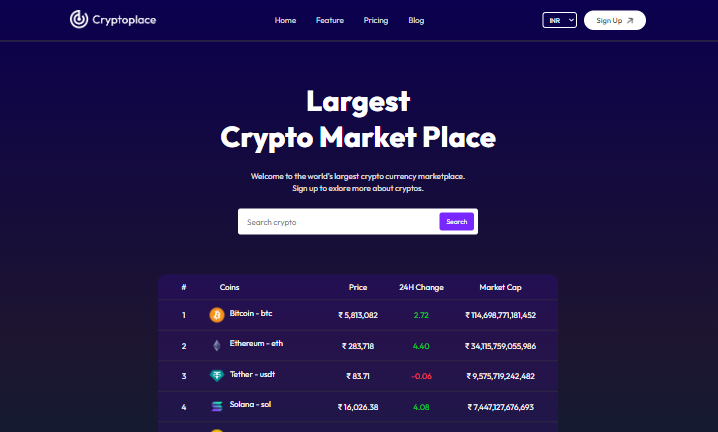 Cryptoplace Home Feature Pricing Blog INR Sign Up
Largest
Crypto Market Place
Welcome to the world's largest crypto currency marketplace.
Sign up to exlore more about cryptos.
Search crypto Search
# Coins Price 24H Change Market Cap
1 Bitcoin - btc ₹ 5,813,082 2.72 ₹ 114,698,771,181,452
2 Ethereum - eth ₹ 283,718 4.40 ₹ 34,115,759,055,986
3 Tether - usdt ₹ 83.71 -0.06 ₹ 9,575,719,242,482
4 Solana - sol ₹ 16,026.38 4.08 ₹ 7,447,127,676,693